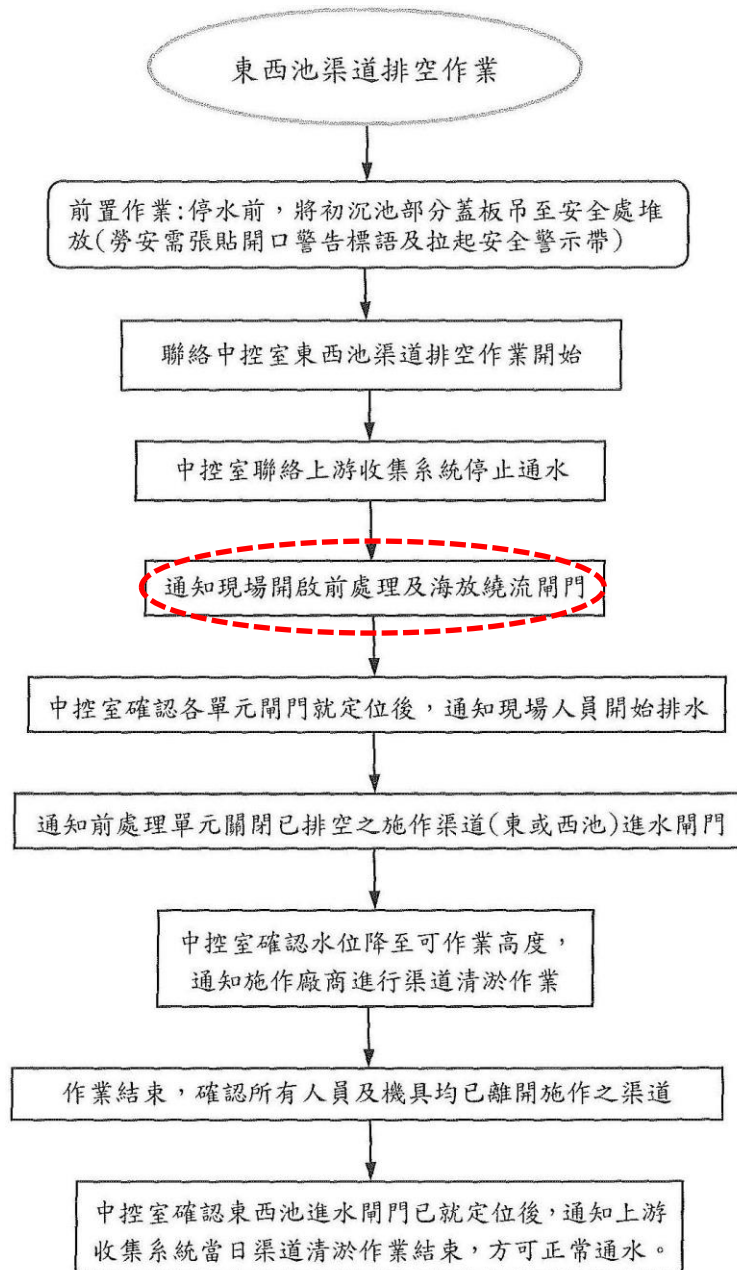 東西池渠道排空作業
前置作業:停水前，將初沉池部分蓋板吊至安全處堆
放(勞安需張貼開口警告標語及拉起安全警示帶)
聯絡中控室東西池渠道排空作業開始
中控室聯絡上游收集系統停止通水
通知現場開啟前處理及海放繞流閘門
中控室確認各單元閘門就定位後，通知現場人員開始排水
通知前處理單元關閉已排空之施作渠道(東或西池)進水閘門
中控室確認水位降至可作業高度，
通知施作廠商進行渠道清淤作業
作業結束，確認所有人員及機具均已離開施作之渠道
中控室確認東西池進水閘門已就定位後，通知上游
收集系統當日渠道清淤作業結束，方可正常通水。